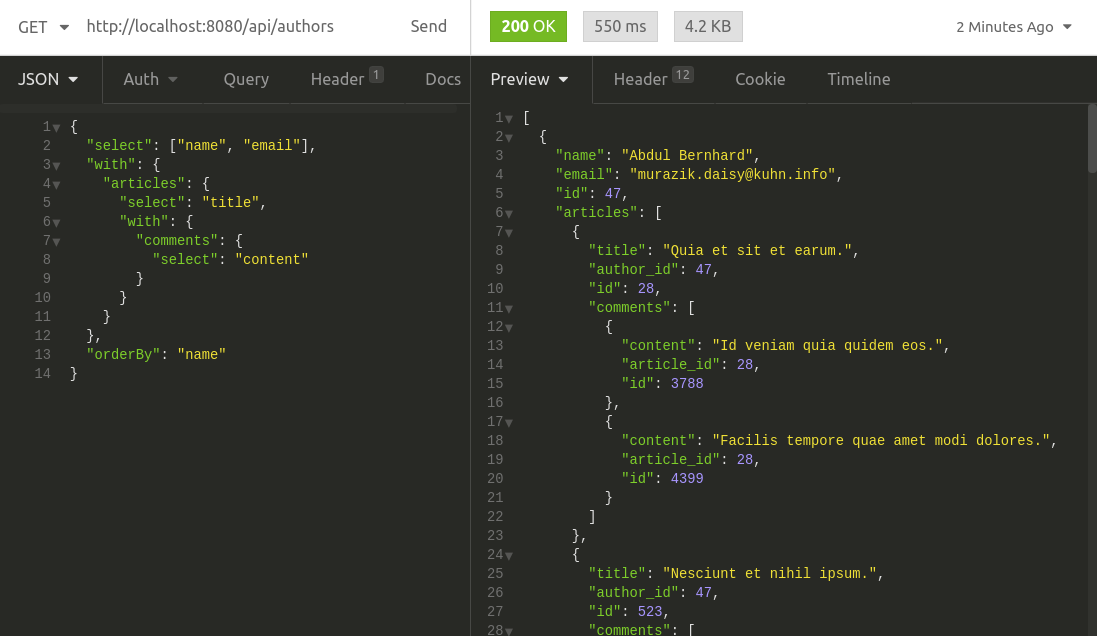 GET http://localhost:8080/api/authors Send
JSON Auth Query Header 1 Docs
1 {
2 "select": ["name", "email"],
3 "with": {
4 "articles": {
5 "select": "title",
6 "with": {
7 "comments": {
8 "select": "content"
9 }
10 }
11 }
12 },
13 "orderBy": "name"
14 }
200 OK 550 ms 4.2 KB 2 Minutes Ago
Preview Header 12 Cookie Timeline
1 [
2 {
3 "name": "Abdul Bernhard",
4 "email": "murazik.daisy@kuhn.info",
5 "id": 47,
6 "articles": [
7 {
8 "title": "Quia et sit et earum.",
9 "author_id": 47,
10 "id": 28,
11 "comments": [
12 {
13 "content": "Id veniam quia quidem eos.",
14 "article_id": 28,
15 "id": 3788
16 },
17 {
18 "content": "Facilis tempore quae amet modi dolores.",
19 "article_id": 28,
20 "id": 4399
21 }
22 ]
23 },
24 {
25 "title": "Nesciunt et nihil ipsum.",
26 "author_id": 47,
27 "id": 523,
28 "comments": [